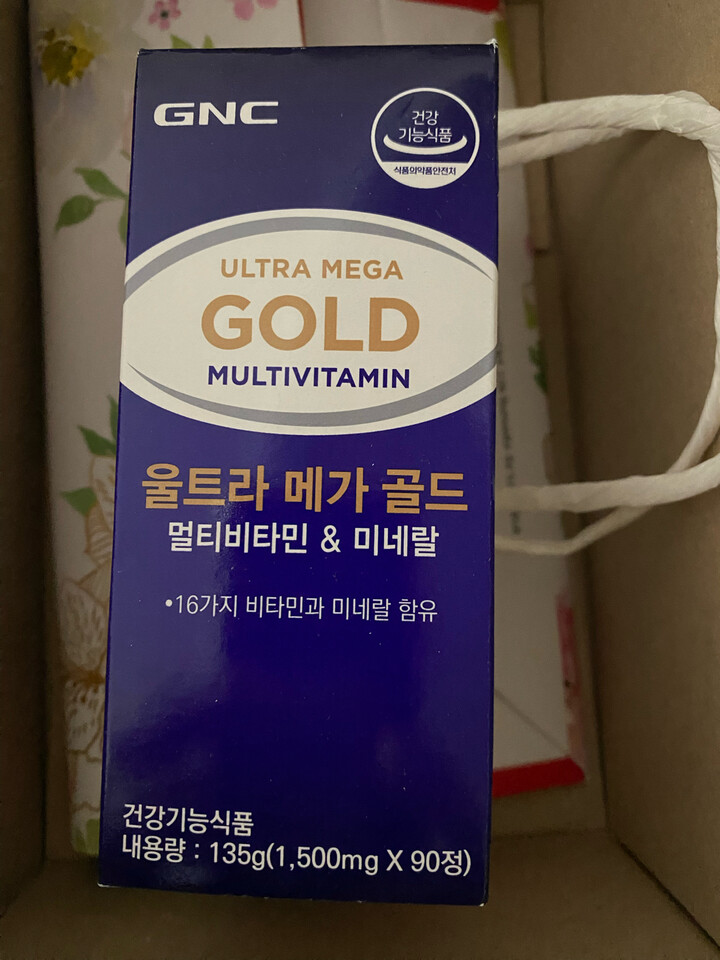 GNC
건강
기능식품
식품의약품안전처
ULTRA MEGA
GOLD
MULTIVITAMIN
울트라 메가 골드
멀티비타민 & 미네랄
•16가지 비타민과 미네랄 함유
건강기능식품
내용량 : 135g(1,500mg X 90정)